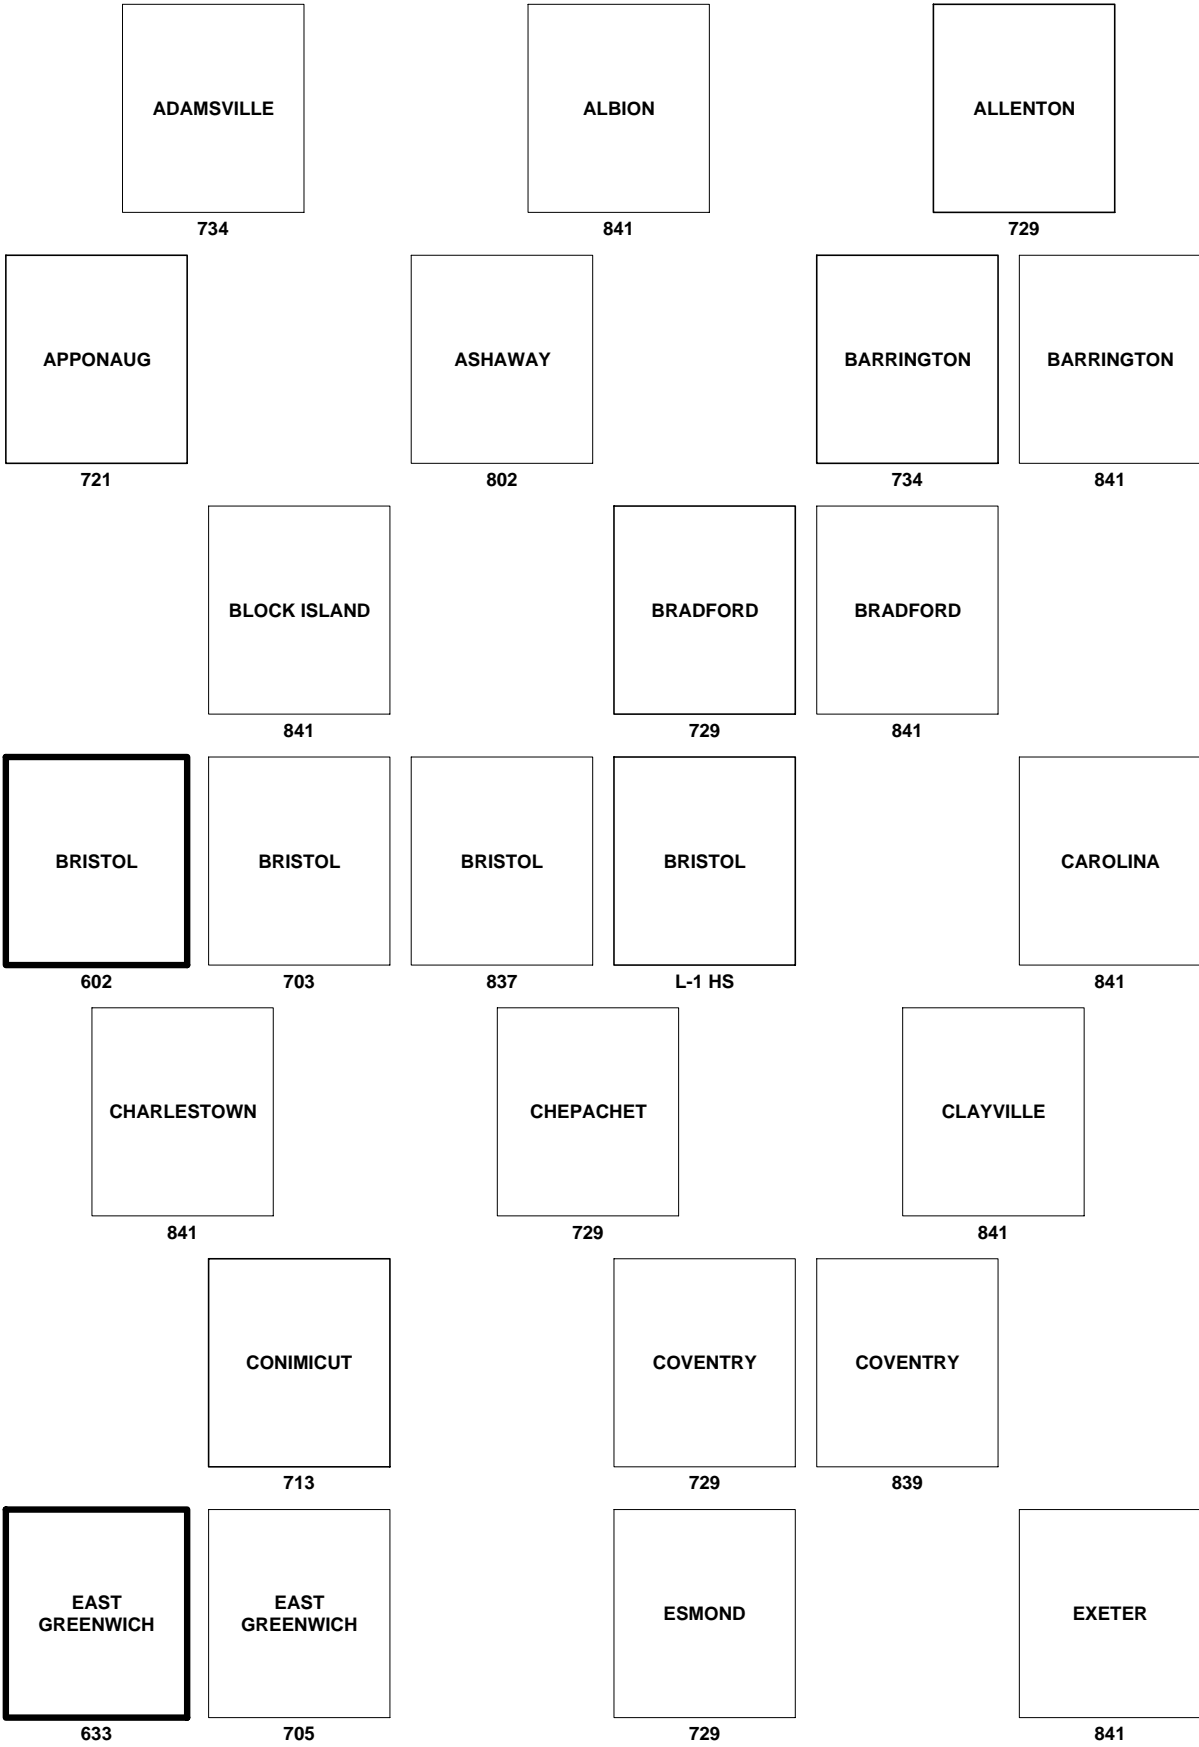 ADAMSVILLE
ALBION
ALLENTON
734
841
729
APPONAUG
ASHAWAY
BARRINGTON
BARRINGTON
721
802
734
841
BLOCK ISLAND
BRADFORD
BRADFORD
841
729
841
BRISTOL
BRISTOL
BRISTOL
BRISTOL
CAROLINA
602
703
837
L-1 HS
841
CHARLESTOWN
CHEPACHET
CLAYVILLE
841
729
841
CONIMICUT
COVENTRY
COVENTRY
713
729
839
EAST
GREENWICH
EAST
GREENWICH
ESMOND
EXETER
633
705
729
841